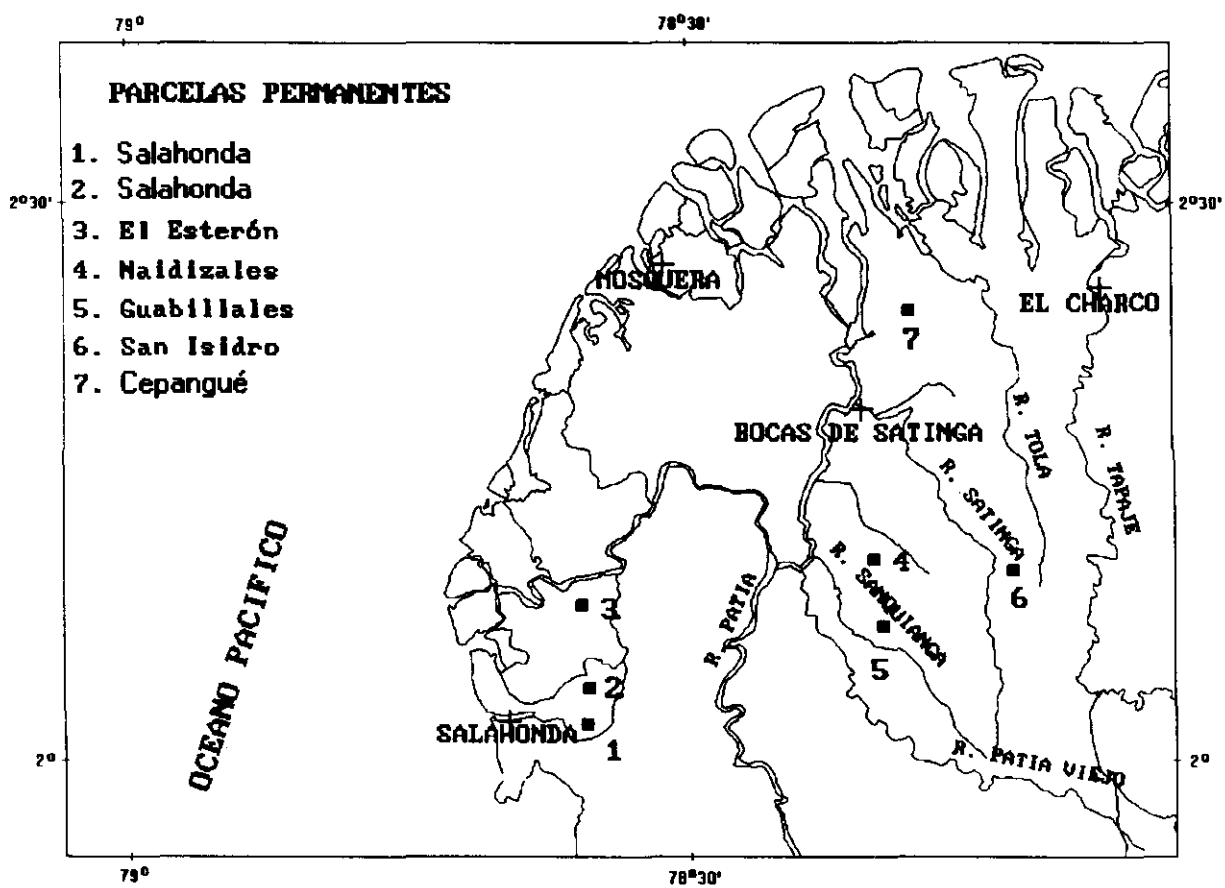 79°
78°30'
PARCELAS PERMANENTES
1. Salahonda
2. Salahonda
3. El Esterón
4. Naidizales
5. Guabillales
6. San Isidro
7. Cepangué
2°30'
2°30'
MOSQUERA
EL CHARCO
7
BOCAS DE SATINGA
R. TOLA
R. TAPAJE
R. SATINGA
OCEANO PACIFICO
4
R. SANQUIANGA
6
3
R. PATIA
5
2
SALAHONDA
1
2°
R. PATIA VIEJO
2°
79°
78°30'